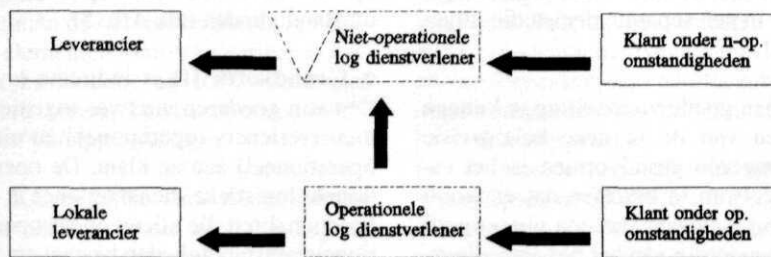 Leverancier
Niet-operationele
log dienstverlener
Klant onder n-op.
omstandigheden
Lokale
leverancier
Operationele
log dienstverlener
Klant onder op.
omstandigheden